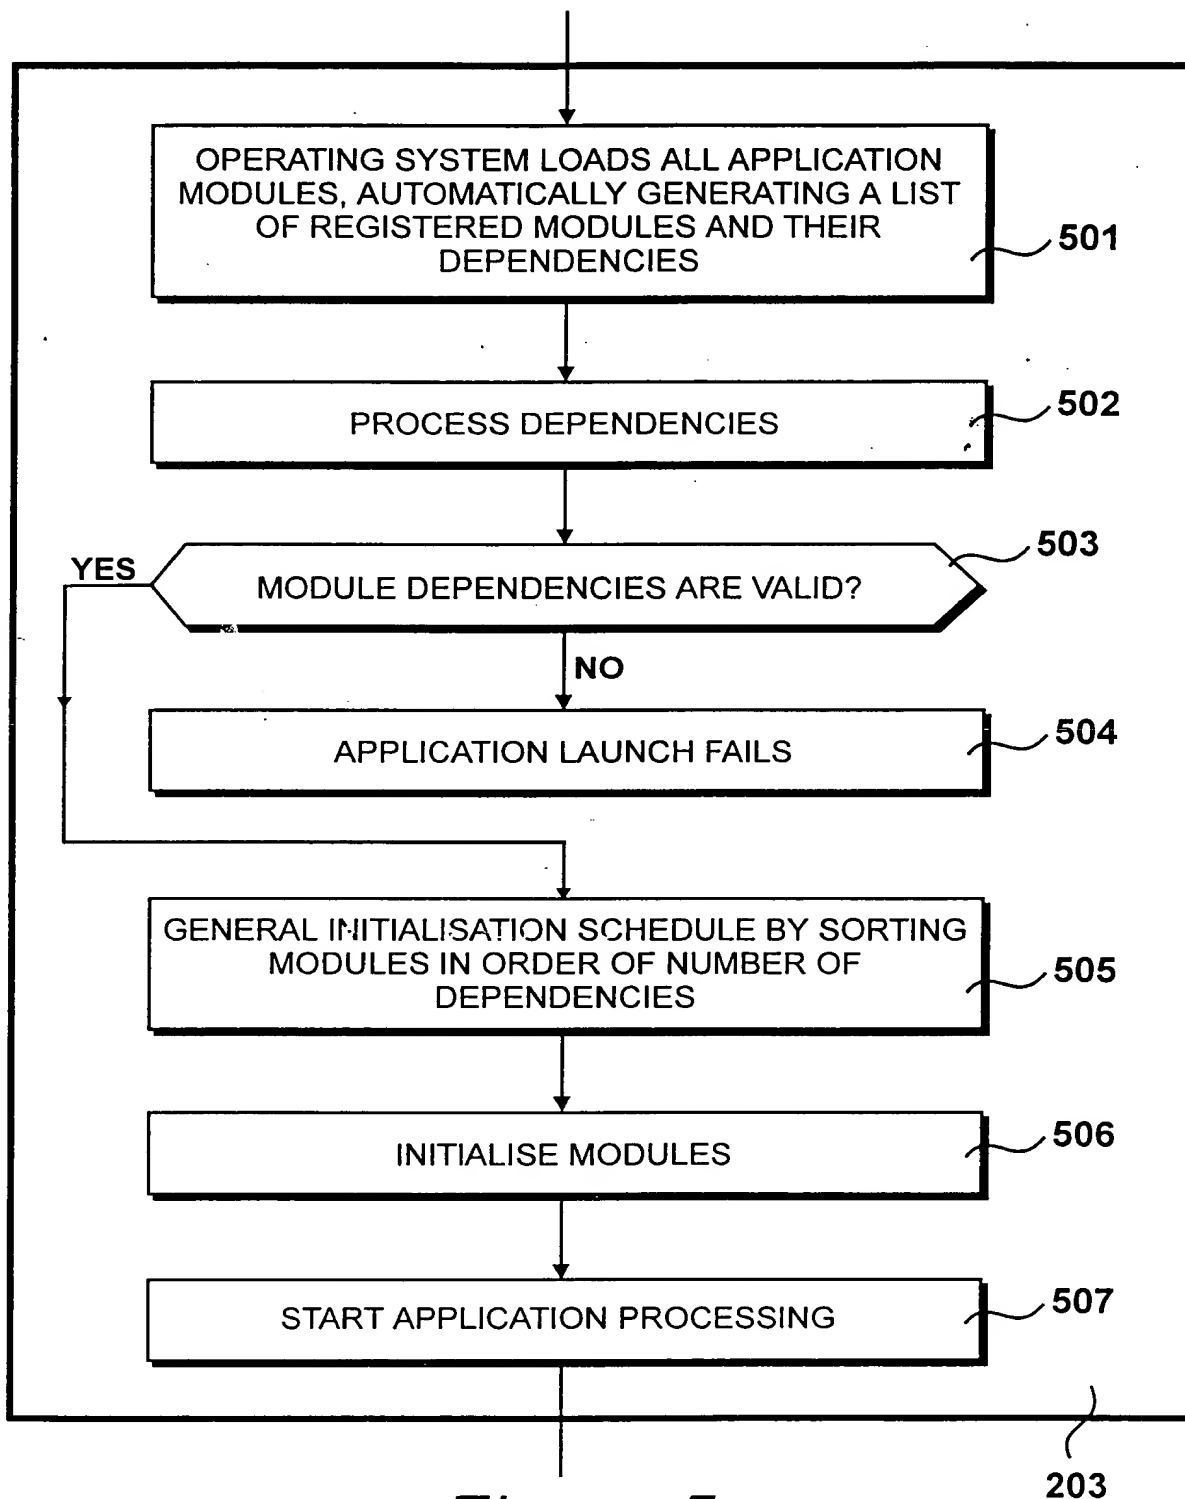 OPERATING SYSTEM LOADS ALL APPLICATION
MODULES, AUTOMATICALLY GENERATING A LIST
OF REGISTERED MODULES AND THEIR
DEPENDENCIES
501
PROCESS DEPENDENCIES
502
503
YES
MODULE DEPENDENCIES ARE VALID?
NO
APPLICATION LAUNCH FAILS
504
GENERAL INITIALISATION SCHEDULE BY SORTING
MODULES IN ORDER OF NUMBER OF
DEPENDENCIES
505
INITIALISE MODULES
506
START APPLICATION PROCESSING
507
203